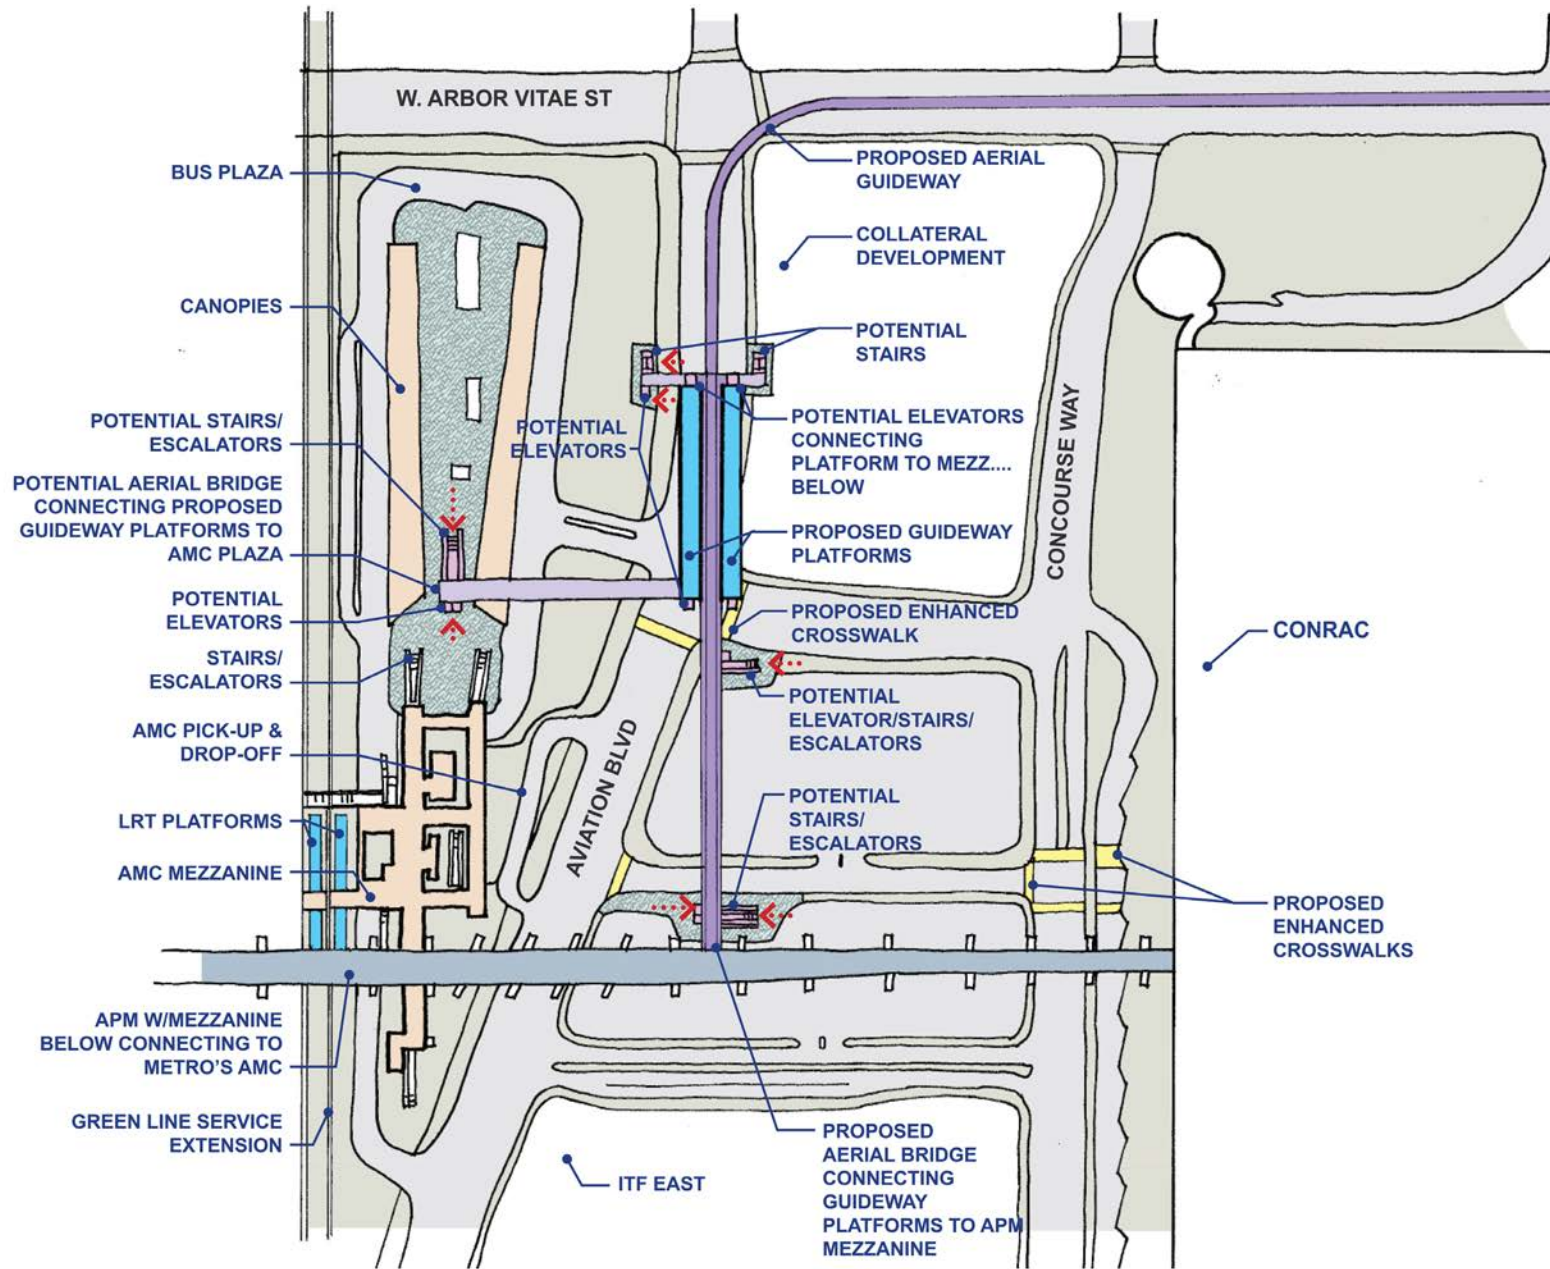 W. ARBOR VITAE ST
BUS PLAZA
CANOPIES
POTENTIAL STAIRS/
ESCALATORS
POTENTIAL AERIAL BRIDGE
CONNECTING PROPOSED
GUIDEWAY PLATFORMS TO
AMC PLAZA
POTENTIAL
ELEVATORS
STAIRS/
ESCALATORS
AMC PICK-UP &
DROP-OFF
LRT PLATFORMS
AMC MEZZANINE
APM W/MEZZANINE
BELOW CONNECTING TO
METRO'S AMC
GREEN LINE SERVICE
EXTENSION
POTENTIAL
ELEVATORS
AVIATION BLVD
ITF EAST
PROPOSED AERIAL
GUIDEWAY
COLLATERAL
DEVELOPMENT
POTENTIAL
STAIRS
POTENTIAL ELEVATORS
CONNECTING
PLATFORM TO MEZZ....
BELOW
PROPOSED GUIDEWAY
PLATFORMS
PROPOSED ENHANCED
CROSSWALK
POTENTIAL
ELEVATOR/STAIRS/
ESCALATORS
POTENTIAL
STAIRS/
ESCALATORS
PROPOSED
AERIAL BRIDGE
CONNECTING
GUIDEWAY
PLATFORMS TO APM
MEZZANINE
CONCOURSE WAY
CONRAC
PROPOSED
ENHANCED
CROSSWALKS